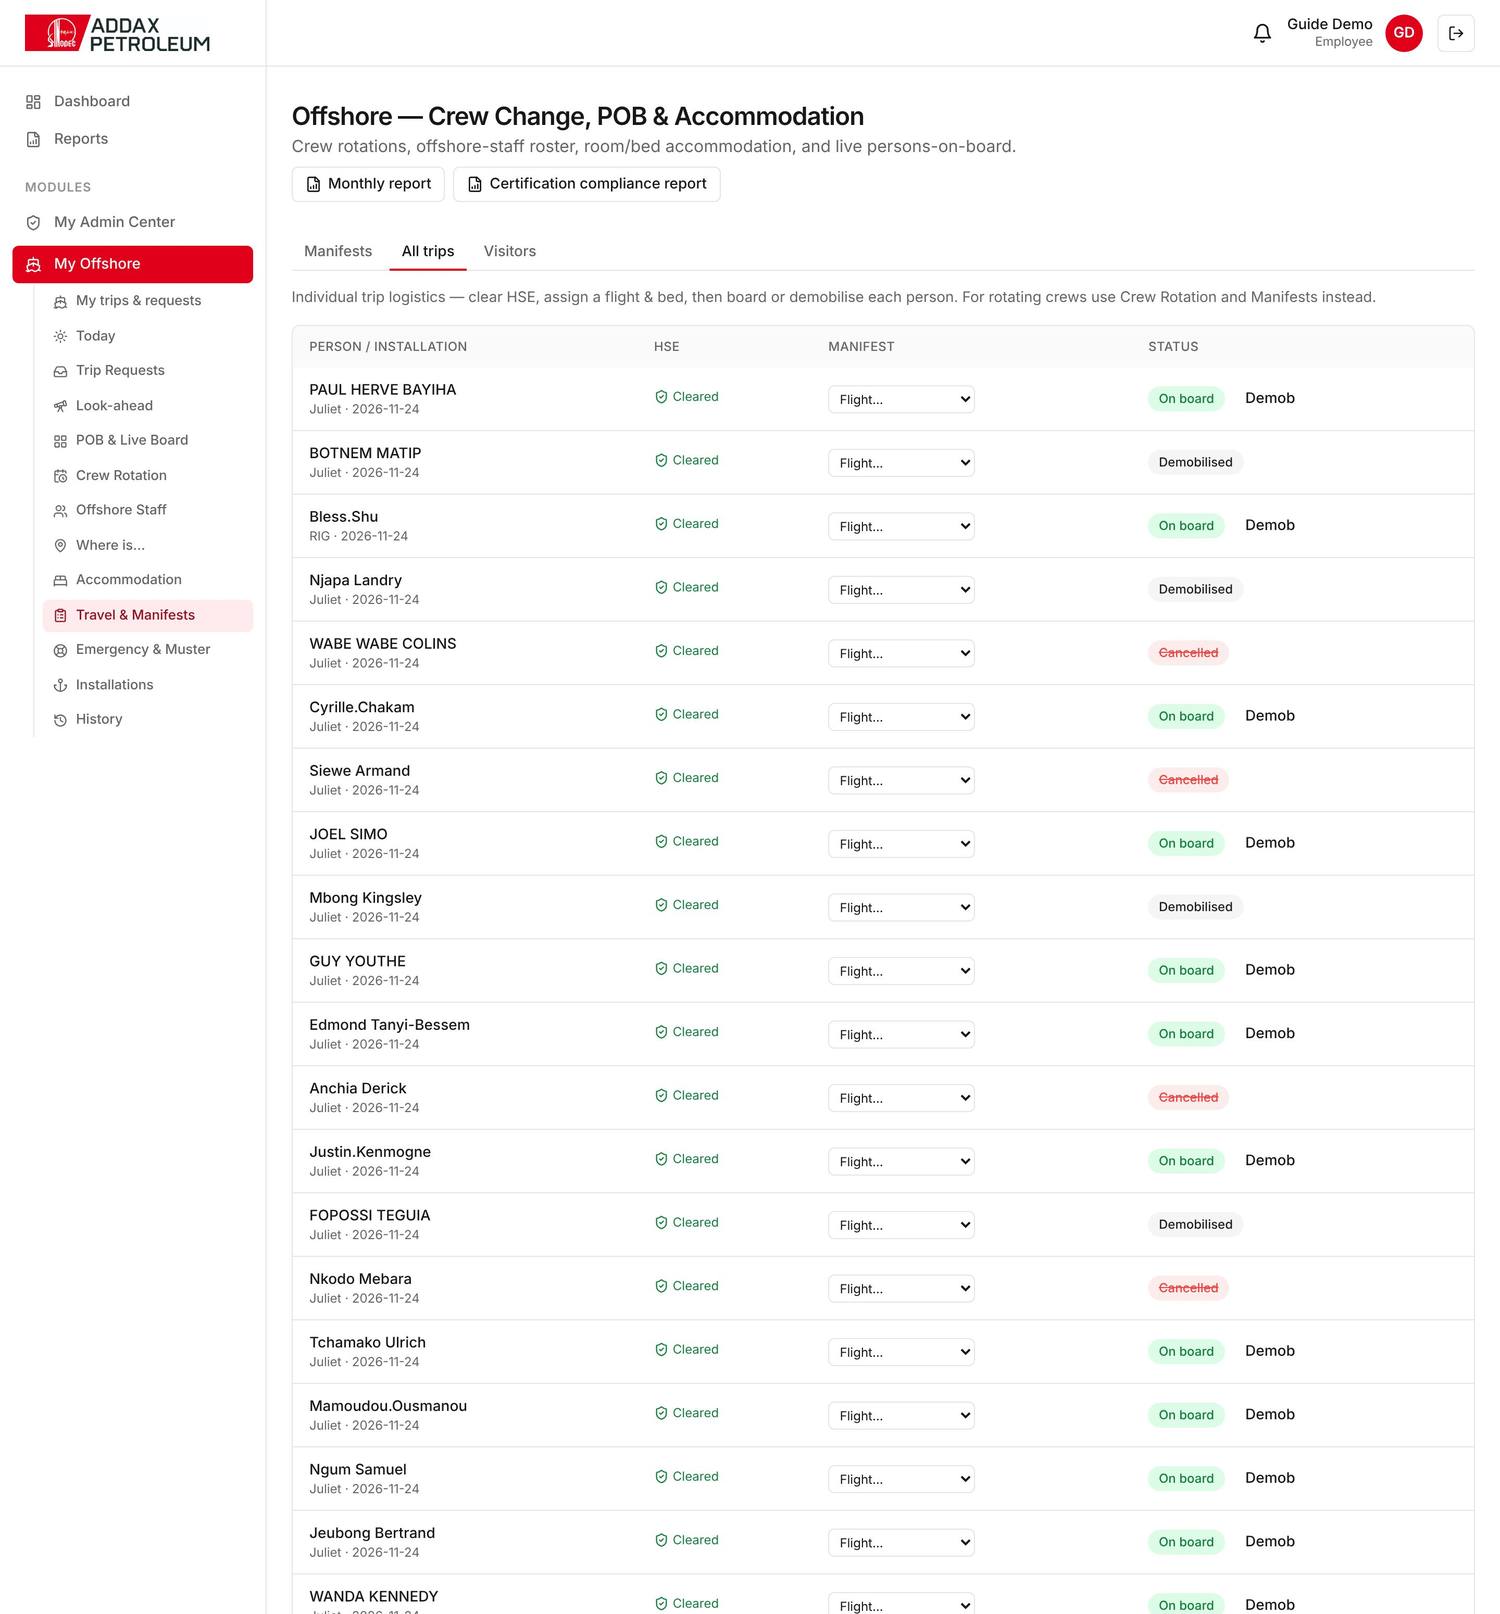 ADDAX
PETROLEUM
Guide Demo
Employee
GD
Dashboard
Reports
MODULES
My Admin Center
My Offshore
My trips & requests
Today
Trip Requests
Look-ahead
POB & Live Board
Crew Rotation
Offshore Staff
Where is...
Accommodation
Travel & Manifests
Emergency & Muster
Installations
History
Offshore — Crew Change, POB & Accommodation
Crew rotations, offshore-staff roster, room/bed accommodation, and live persons-on-board.
Monthly report Certification compliance report
Manifests All trips Visitors
Individual trip logistics — clear HSE, assign a flight & bed, then board or demobilise each person. For rotating crews use Crew Rotation and Manifests instead.
PERSON / INSTALLATION HSE MANIFEST STATUS
PAUL HERVE BAYIHA Cleared Flight... On board Demob
Juliet · 2026-11-24
BOTNEM MATIP Cleared Flight... Demobilised
Juliet · 2026-11-24
Bless.Shu Cleared Flight... On board Demob
RIG · 2026-11-24
Njapa Landry Cleared Flight... Demobilised
Juliet · 2026-11-24
WABE WABE COLINS Cleared Flight... Cancelled
Juliet · 2026-11-24
Cyrille.Chakam Cleared Flight... On board Demob
Juliet · 2026-11-24
Siewe Armand Cleared Flight... Cancelled
Juliet · 2026-11-24
JOEL SIMO Cleared Flight... On board Demob
Juliet · 2026-11-24
Mbong Kingsley Cleared Flight... Demobilised
Juliet · 2026-11-24
GUY YOUTHE Cleared Flight... On board Demob
Juliet · 2026-11-24
Edmond Tanyi-Bessem Cleared Flight... On board Demob
Juliet · 2026-11-24
Anchia Derick Cleared Flight... Cancelled
Juliet · 2026-11-24
Justin.Kenmogne Cleared Flight... On board Demob
Juliet · 2026-11-24
FOPOSSI TEGUIA Cleared Flight... Demobilised
Juliet · 2026-11-24
Nkodo Mebara Cleared Flight... Cancelled
Juliet · 2026-11-24
Tchamako Ulrich Cleared Flight... On board Demob
Juliet · 2026-11-24
Mamoudou.Ousmanou Cleared Flight... On board Demob
Juliet · 2026-11-24
Ngum Samuel Cleared Flight... On board Demob
Juliet · 2026-11-24
Jeubong Bertrand Cleared Flight... On board Demob
Juliet · 2026-11-24
WANDA KENNEDY Cleared Flight... On board Demob